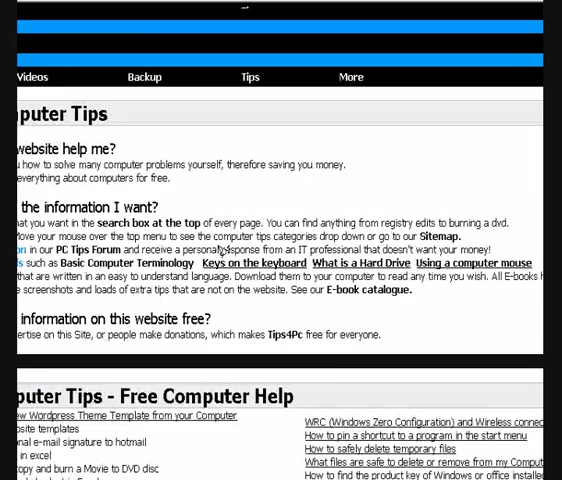 Videos Backup Tips More
puter Tips
website help me?
how to solve many computer problems yourself, therefore saving you money.
everything about computers for free.
the information I want?
at you want in the search box at the top of every page. You can find anything from registry edits to burning a dvd.
Move your mouse over the top menu to see the computer tips categories drop down or go to our Sitemap.
on in our PC Tips Forum and receive a personal response from an IT professional that doesn't want your money!
s such as Basic Computer Terminology Keys on the keyboard What is a Hard Drive Using a computer mouse
that are written in an easy to understand language. Download them to your computer to read any time you wish. All E-books h
e screenshots and loads of extra tips that are not on the website. See our E-book catalogue.
information on this website free?
ertise on this Site, or people make donations, which makes Tips4Pc free for everyone.
puter Tips - Free Computer Help
ew Wordpress Theme Template from your Computer
site templates
onal e-mail signature to hotmail
in excel
opy and burn a Movie to DVD disc
WRC (Windows Zero Configuration) and Wireless connec
How to pin a shortcut to a program in the start menu
How to safely delete temporary files
What files are safe to delete or remove from my Comput
How to find the product key of Windows or office installe